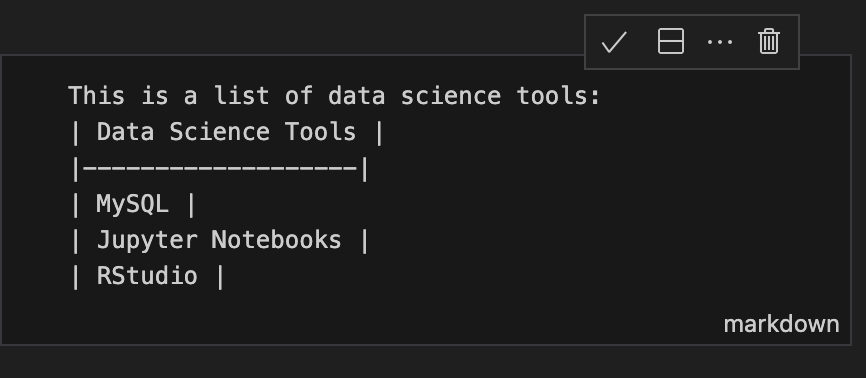 This is a list of data science tools:
| Data Science Tools |
|-------------------|
| MySQL |
| Jupyter Notebooks |
| RStudio |
markdown